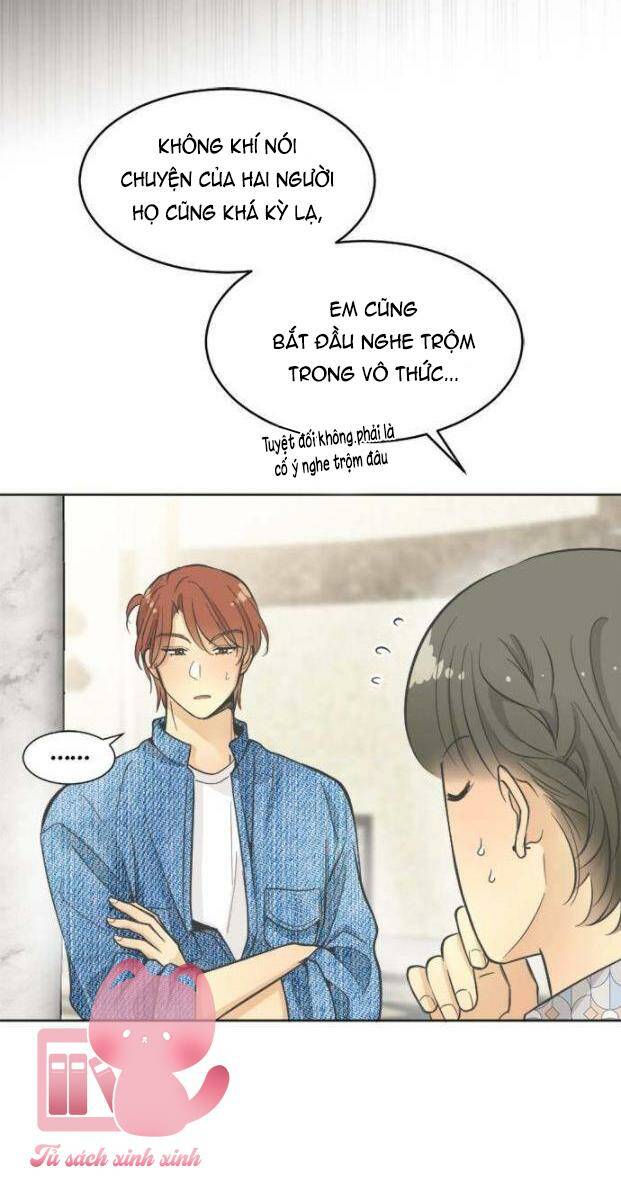 KHÔNG KHÍ NÓI
CHUYỆN CỦA HAI NGƯỜI
HỌ CŨNG KHÁ KỲ LẠ,
EM CŨNG
BẮT ĐẦU NGHE TRỘM
TRONG VÔ THỨC...
Tuyệt đối không phải là
cố ý nghe trộm đâu
......
Tủ sách xinh xinh